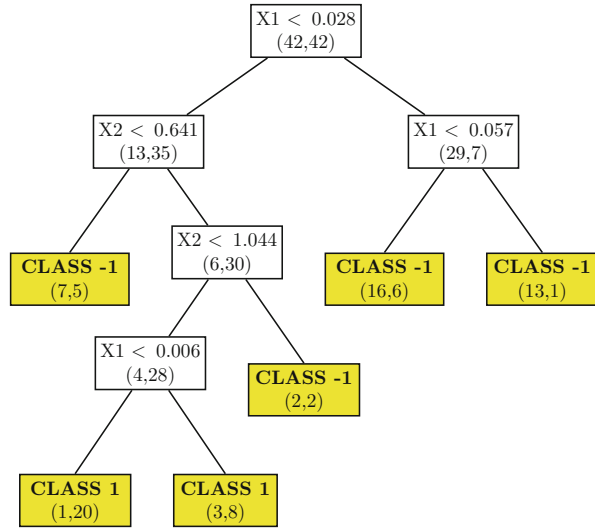 X1 < 0.028
(42,42)
X2 < 0.641
(13,35)
X1 < 0.057
(29,7)
CLASS -1
(7,5)
X2 < 1.044
(6,30)
CLASS -1
(16,6)
CLASS -1
(13,1)
X1 < 0.006
(4,28)
CLASS -1
(2,2)
CLASS 1
(1,20)
CLASS 1
(3,8)